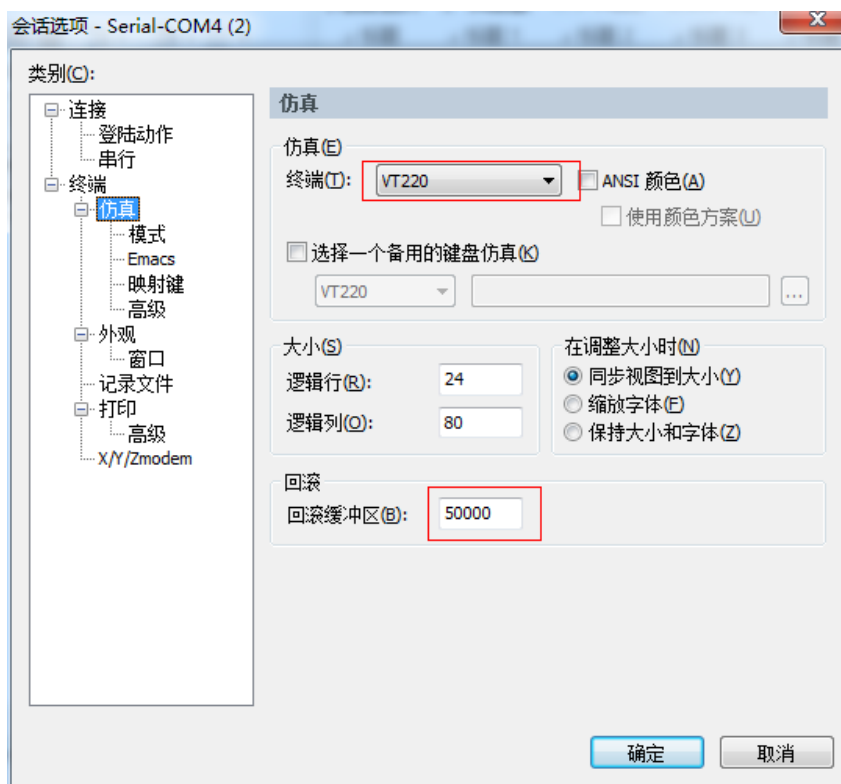 会话选项 - Serial-COM4 (2)
类别(C):
连接
登陆动作
串行
终端
仿真
模式
Emacs
映射键
高级
外观
窗口
记录文件
打印
高级
X/Y/Zmodem
仿真
仿真(E)
终端(T): VT220 ANSI 颜色(A)
使用颜色方案(U)
选择一个备用的键盘仿真(K)
VT220 ...
大小(S)
逻辑行(R): 24
逻辑列(O): 80
在调整大小时(N)
同步视图到大小(Y)
缩放字体(F)
保持大小和字体(Z)
回滚
回滚缓冲区(B): 50000
确定 取消